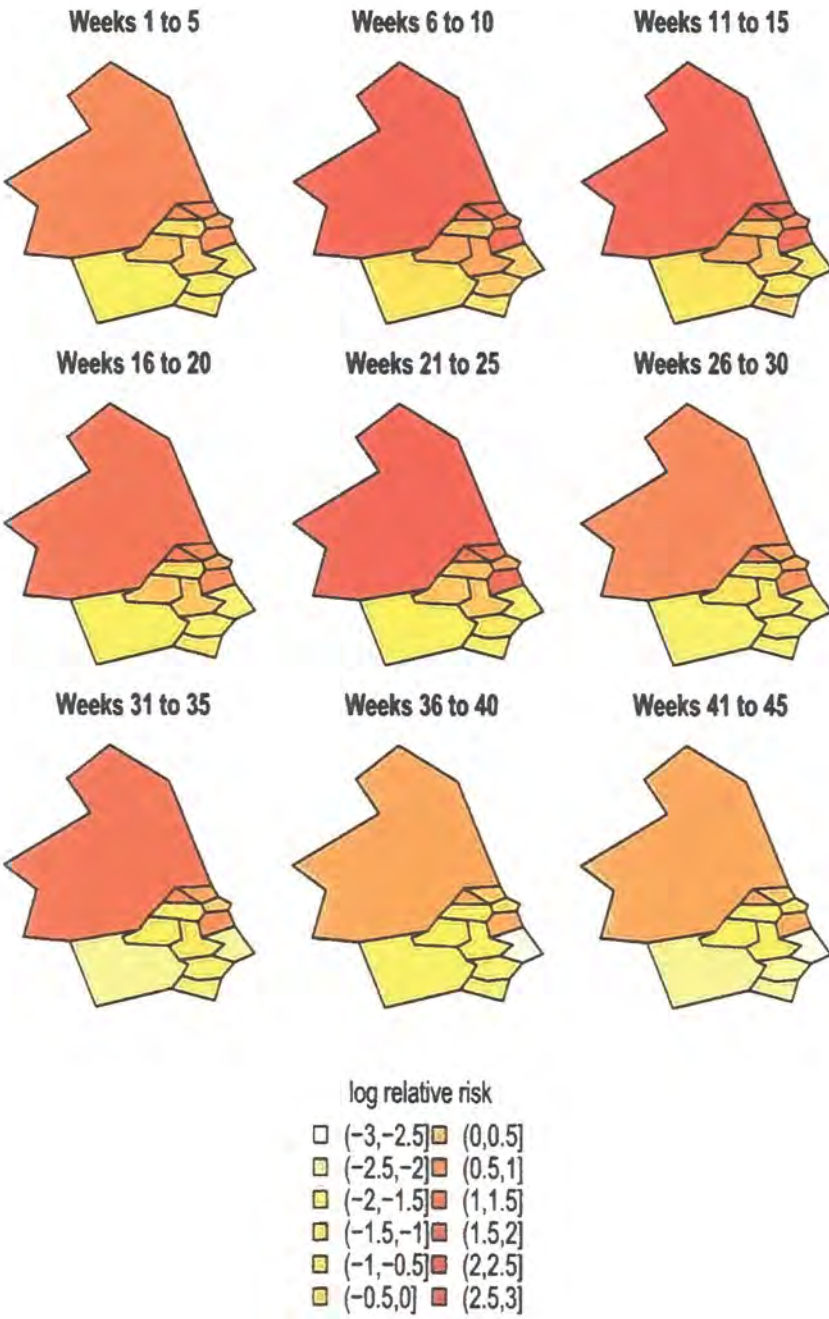 Weeks 1 to 5 Weeks 6 to 10 Weeks 11 to 15
Weeks 16 to 20 Weeks 21 to 25 Weeks 26 to 30
Weeks 31 to 35 Weeks 36 to 40 Weeks 41 to 45
log relative risk
(−3,−2.5] (0,0.5]
(−2.5,−2] (0.5,1]
(−2,−1.5] (1,1.5]
(−1.5,−1] (1.5,2]
(−1,−0.5] (2,2.5]
(−0.5,0] (2.5,3]